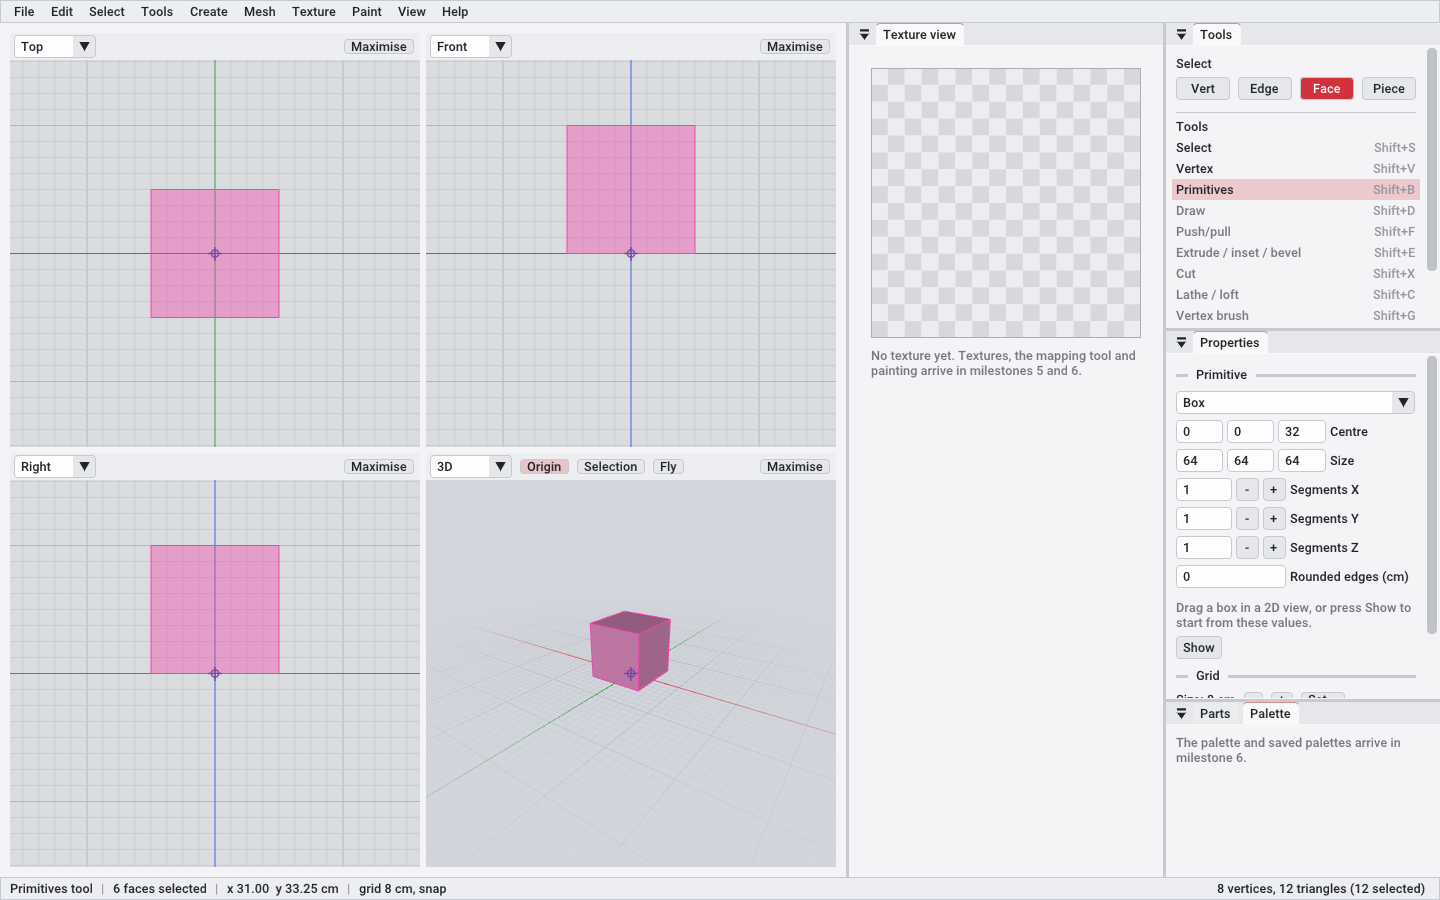 File Edit Select Tools Create Mesh Texture Paint View Help
Top Maximise
Front Maximise
Right Maximise
3D Origin Selection Fly Maximise
Texture view
No texture yet. Textures, the mapping tool and
painting arrive in milestones 5 and 6.
Tools
Select
Vert Edge Face Piece
Tools
Select Shift+S
Vertex Shift+V
Primitives Shift+B
Draw Shift+D
Push/pull Shift+F
Extrude / inset / bevel Shift+E
Cut Shift+X
Lathe / loft Shift+C
Vertex brush Shift+G
Properties
Primitive
Box
0 0 32 Centre
64 64 64 Size
1 - + Segments X
1 - + Segments Y
1 - + Segments Z
0 Rounded edges (cm)
Drag a box in a 2D view, or press Show to
start from these values.
Show
Grid
Parts Palette
The palette and saved palettes arrive in
milestone 6.
Primitives tool | 6 faces selected | x 31.00 y 33.25 cm | grid 8 cm, snap
8 vertices, 12 triangles (12 selected)